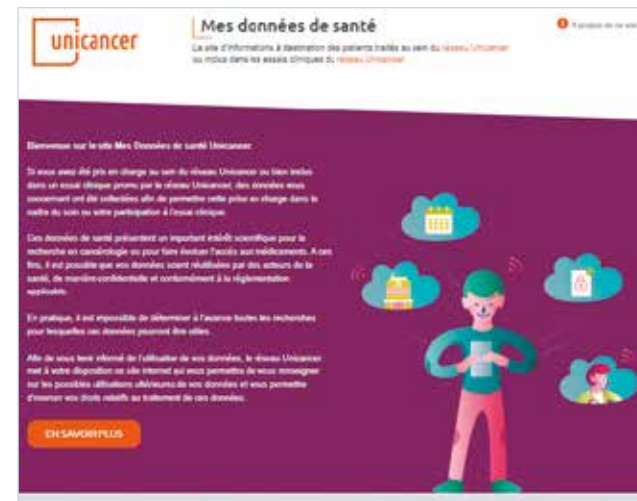 unicancer
Mes données de santé
Le site d'informations à destination des patients traités au sein du réseau Unicancer
ou inclus dans les essais cliniques du réseau Unicancer
A propos de ce site
Bienvenue sur le site Mes Données de santé Unicancer.
Si vous avez été pris en charge au sein du réseau Unicancer ou bien inclus
dans un essai clinique promu par le réseau Unicancer, des données vous
concernant ont été collectées afin de permettre cette prise en charge dans le
cadre du soin ou votre participation à l'essai clinique.
Ces données de santé présentent un important intérêt scientifique pour la
recherche en cancérologie ou pour faire évoluer l'accès aux médicaments. A ces
fins, il est possible que vos données soient réutilisées par des acteurs de la
santé, de manière confidentielle et conformément à la réglementation
applicable.
En pratique, il est impossible de déterminer à l'avance toutes les recherches
pour lesquelles ces données pourront être utiles.
Afin de vous tenir informé de l'utilisation de vos données, le réseau Unicancer
met à votre disposition ce site internet qui vous permettra de vous renseigner
sur les possibles utilisations ultérieures de vos données et vous permettre
d'exercer vos droits relatifs au traitement de ces données.
EN SAVOIR PLUS